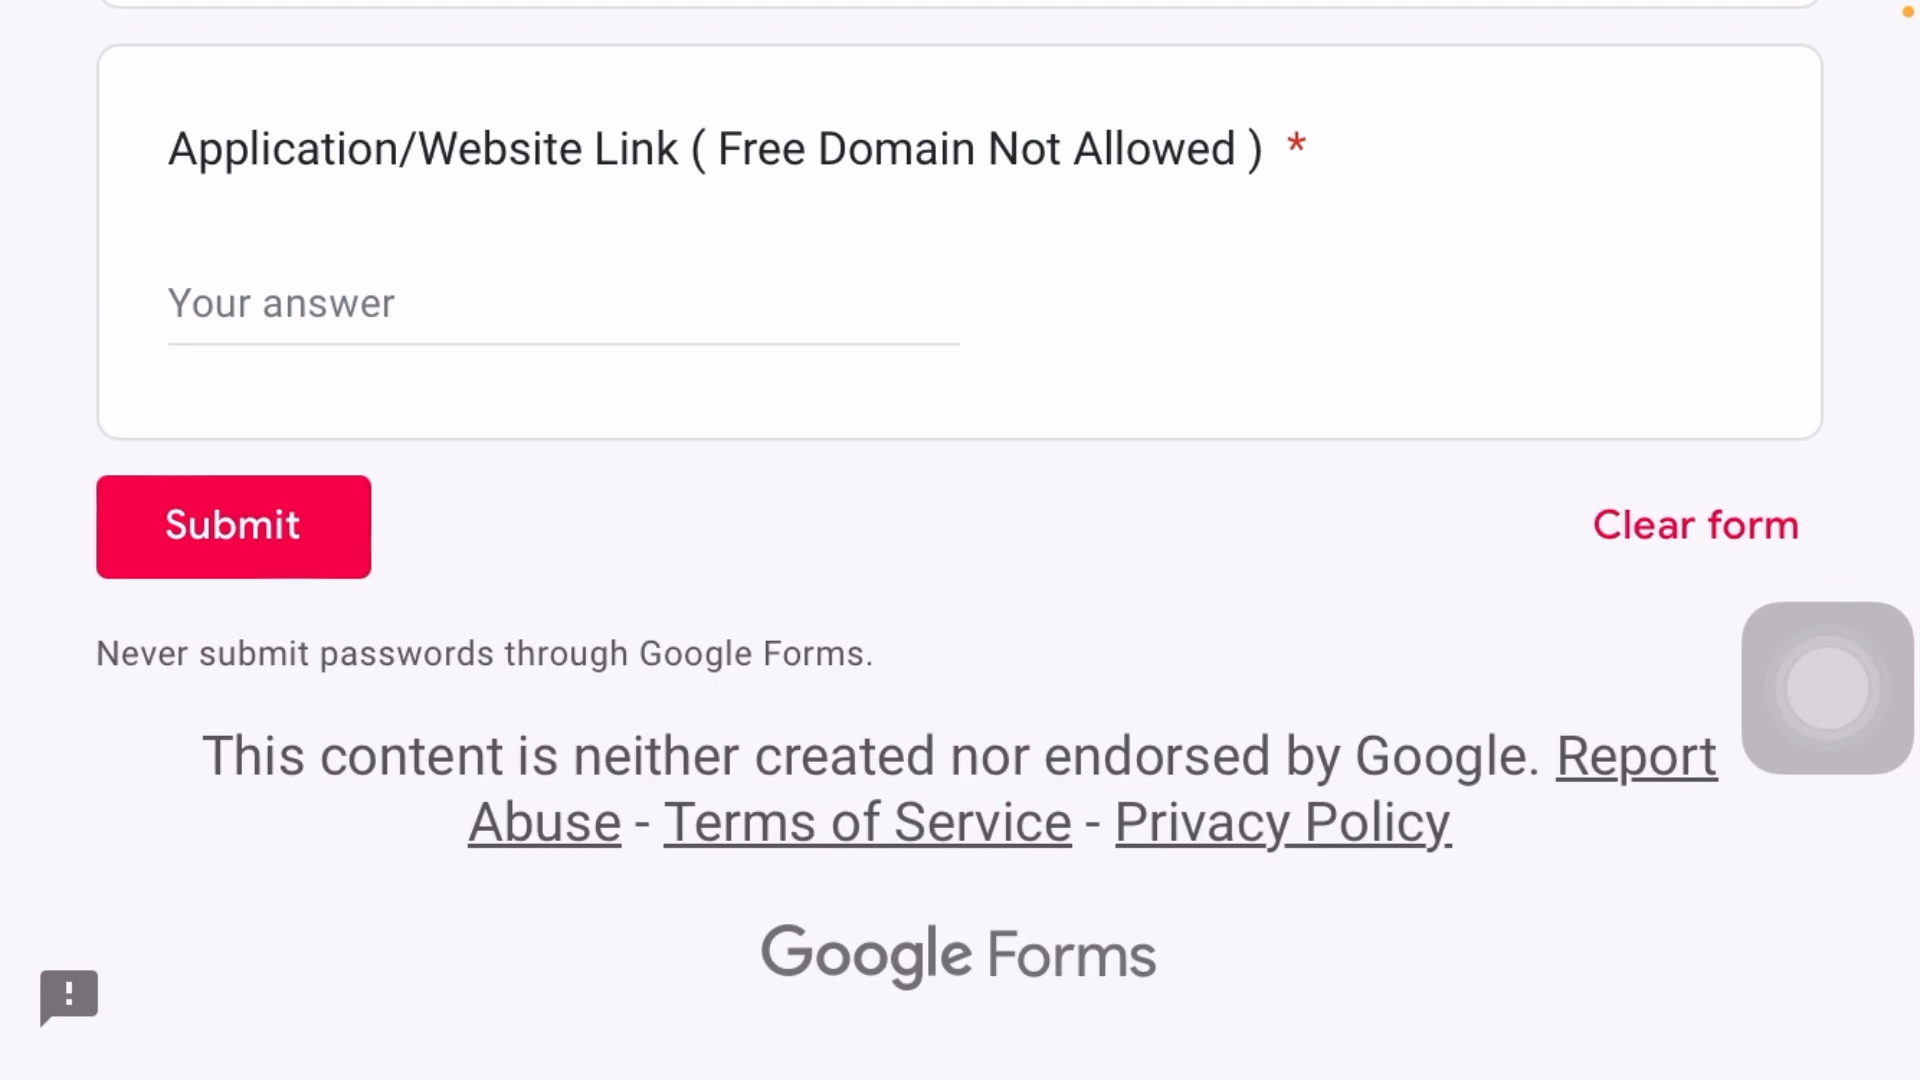 Application/Website Link ( Free Domain Not Allowed ) *
Your answer
Submit
Clear form
Never submit passwords through Google Forms.
This content is neither created nor endorsed by Google. Report
Abuse - Terms of Service - Privacy Policy
Google Forms